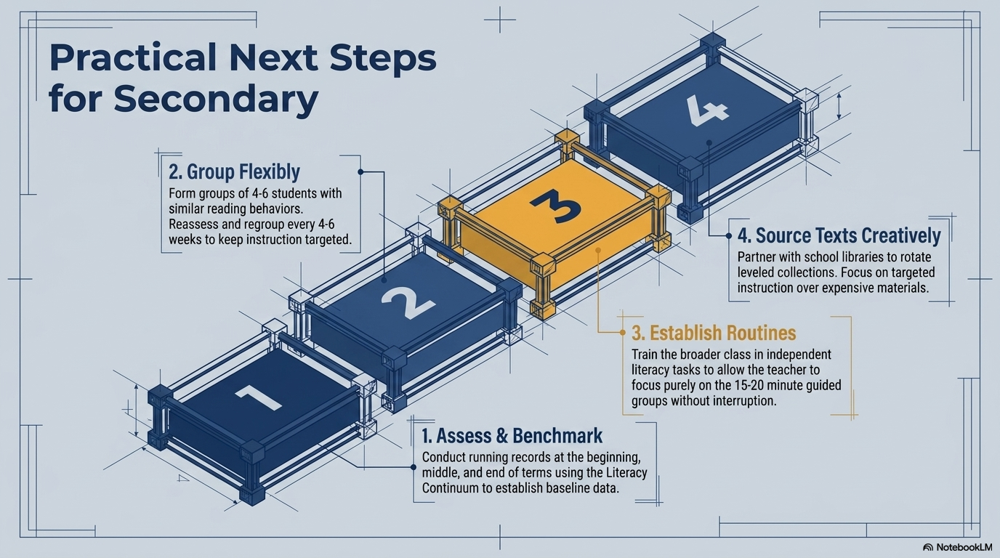 Practical Next Steps
for Secondary
1
1. Assess & Benchmark
Conduct running records at the beginning,
middle, and end of terms using the Literacy
Continuum to establish baseline data.
2
2. Group Flexibly
Form groups of 4-6 students with
similar reading behaviors.
Reassess and regroup every 4-6
weeks to keep instruction targeted.
3
3. Establish Routines
Train the broader class in independent
literacy tasks to allow the teacher to
focus purely on the 15-20 minute guided
groups without interruption.
4
4. Source Texts Creatively
Partner with school libraries to rotate
leveled collections. Focus on targeted
instruction over expensive materials.
NotebookLM